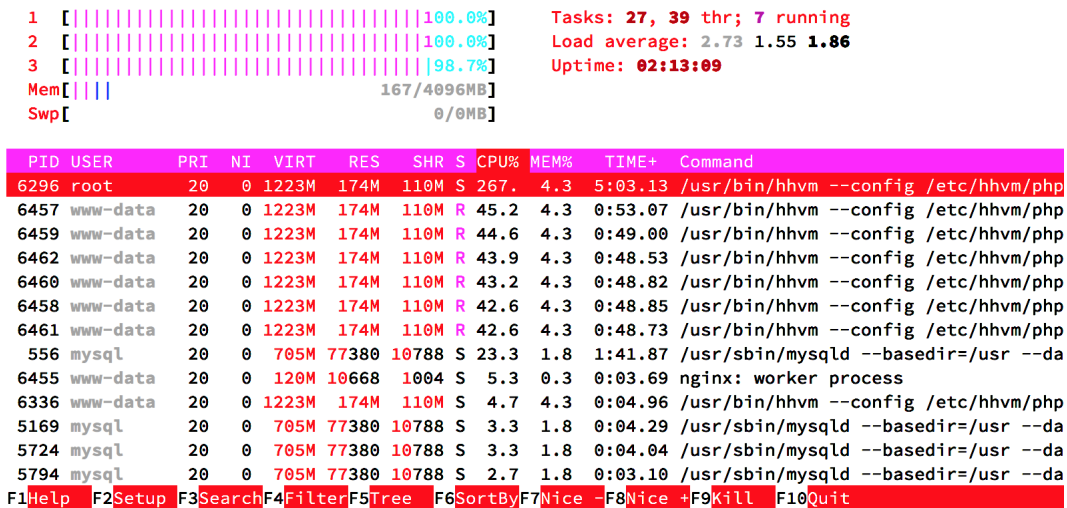 1 [||||||||||||||||||||||||||||||||||100.0%] Tasks: 27, 39 thr; 7 running
2 [||||||||||||||||||||||||||||||||||100.0%] Load average: 2.73 1.55 1.86
3 [||||||||||||||||||||||||||||||||||98.7%] Uptime: 02:13:09
Mem[|||| 167/4096MB]
Swp[ 0/0MB]
PID USER PRI NI VIRT RES SHR S CPU% MEM% TIME+ Command
6296 root 20 0 1223M 174M 110M S 267. 4.3 5:03.13 /usr/bin/hhvm --config /etc/hhvm/php
6457 www-data 20 0 1223M 174M 110M R 45.2 4.3 0:53.07 /usr/bin/hhvm --config /etc/hhvm/php
6459 www-data 20 0 1223M 174M 110M R 44.6 4.3 0:49.00 /usr/bin/hhvm --config /etc/hhvm/php
6462 www-data 20 0 1223M 174M 110M R 43.9 4.3 0:48.53 /usr/bin/hhvm --config /etc/hhvm/php
6460 www-data 20 0 1223M 174M 110M R 43.2 4.3 0:48.82 /usr/bin/hhvm --config /etc/hhvm/php
6458 www-data 20 0 1223M 174M 110M R 42.6 4.3 0:48.85 /usr/bin/hhvm --config /etc/hhvm/php
6461 www-data 20 0 1223M 174M 110M R 42.6 4.3 0:48.73 /usr/bin/hhvm --config /etc/hhvm/php
556 mysql 20 0 705M 77380 10788 S 23.3 1.8 1:41.87 /usr/sbin/mysqld --basedir=/usr --da
6455 www-data 20 0 120M 10668 1004 S 5.3 0.3 0:03.69 nginx: worker process
6336 www-data 20 0 1223M 174M 110M S 4.7 4.3 0:04.96 /usr/bin/hhvm --config /etc/hhvm/php
5169 mysql 20 0 705M 77380 10788 S 3.3 1.8 0:04.29 /usr/sbin/mysqld --basedir=/usr --da
5724 mysql 20 0 705M 77380 10788 S 3.3 1.8 0:04.04 /usr/sbin/mysqld --basedir=/usr --da
5794 mysql 20 0 705M 77380 10788 S 2.7 1.8 0:03.10 /usr/sbin/mysqld --basedir=/usr --da
F1Help F2Setup F3SearchF4FilterF5Tree F6SortByF7Nice -F8Nice +F9Kill F10Quit